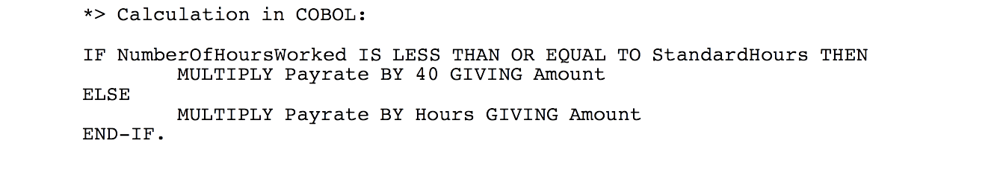 *> Calculation in COBOL:
IF NumberOfHoursWorked IS LESS THAN OR EQUAL TO StandardHours THEN
MULTIPLY Payrate BY 40 GIVING Amount
ELSE
MULTIPLY Payrate BY Hours GIVING Amount
END-IF.